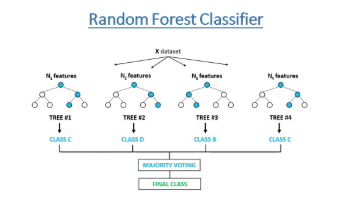 Random Forest Classifier
X dataset
N₁ features N₂ features N₃ features N₄ features
TREE #1 TREE #2 TREE #3 TREE #4
CLASS C CLASS D CLASS B CLASS C
MAJORITY VOTING
FINAL CLASS